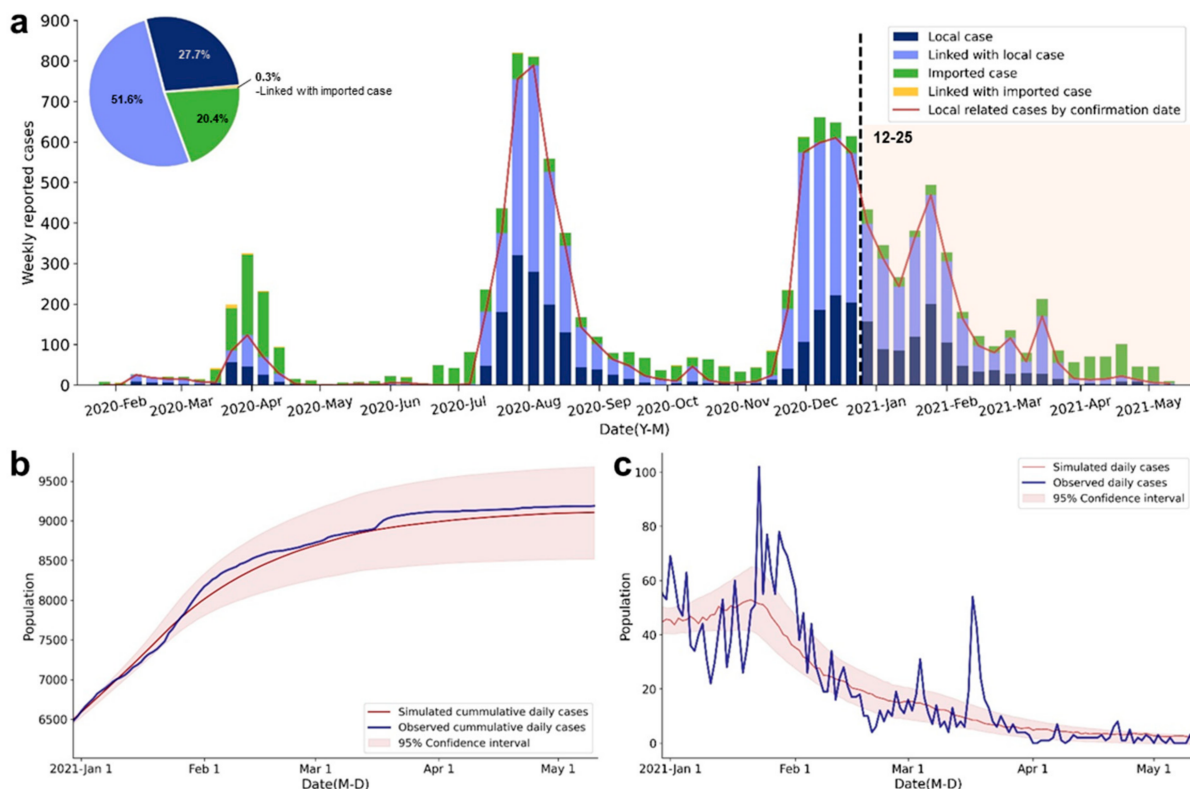 a
900
800
700
600
500
400
300
200
100
0
Weekly reported cases
27.7%
0.3%
-Linked with imported case
51.6%
20.4%
Local case
Linked with local case
Imported case
Linked with imported case
Local related cases by confirmation date
12-25
2020-Feb 2020-Mar 2020-Apr 2020-May 2020-Jun 2020-Jul 2020-Aug 2020-Sep 2020-Oct 2020-Nov 2020-Dec 2021-Jan 2021-Feb 2021-Mar 2021-Apr 2021-May
Date(Y-M)
b
9500
9000
8500
8000
7500
7000
6500
Population
Simulated cummulative daily cases
Observed cummulative daily cases
95% Confidence interval
2021-Jan 1 Feb 1 Mar 1 Apr 1 May 1
Date(M-D)
c
100
80
60
40
20
0
Population
Simulated daily cases
Observed daily cases
95% Confidence interval
2021-Jan 1 Feb 1 Mar 1 Apr 1 May 1
Date(M-D)